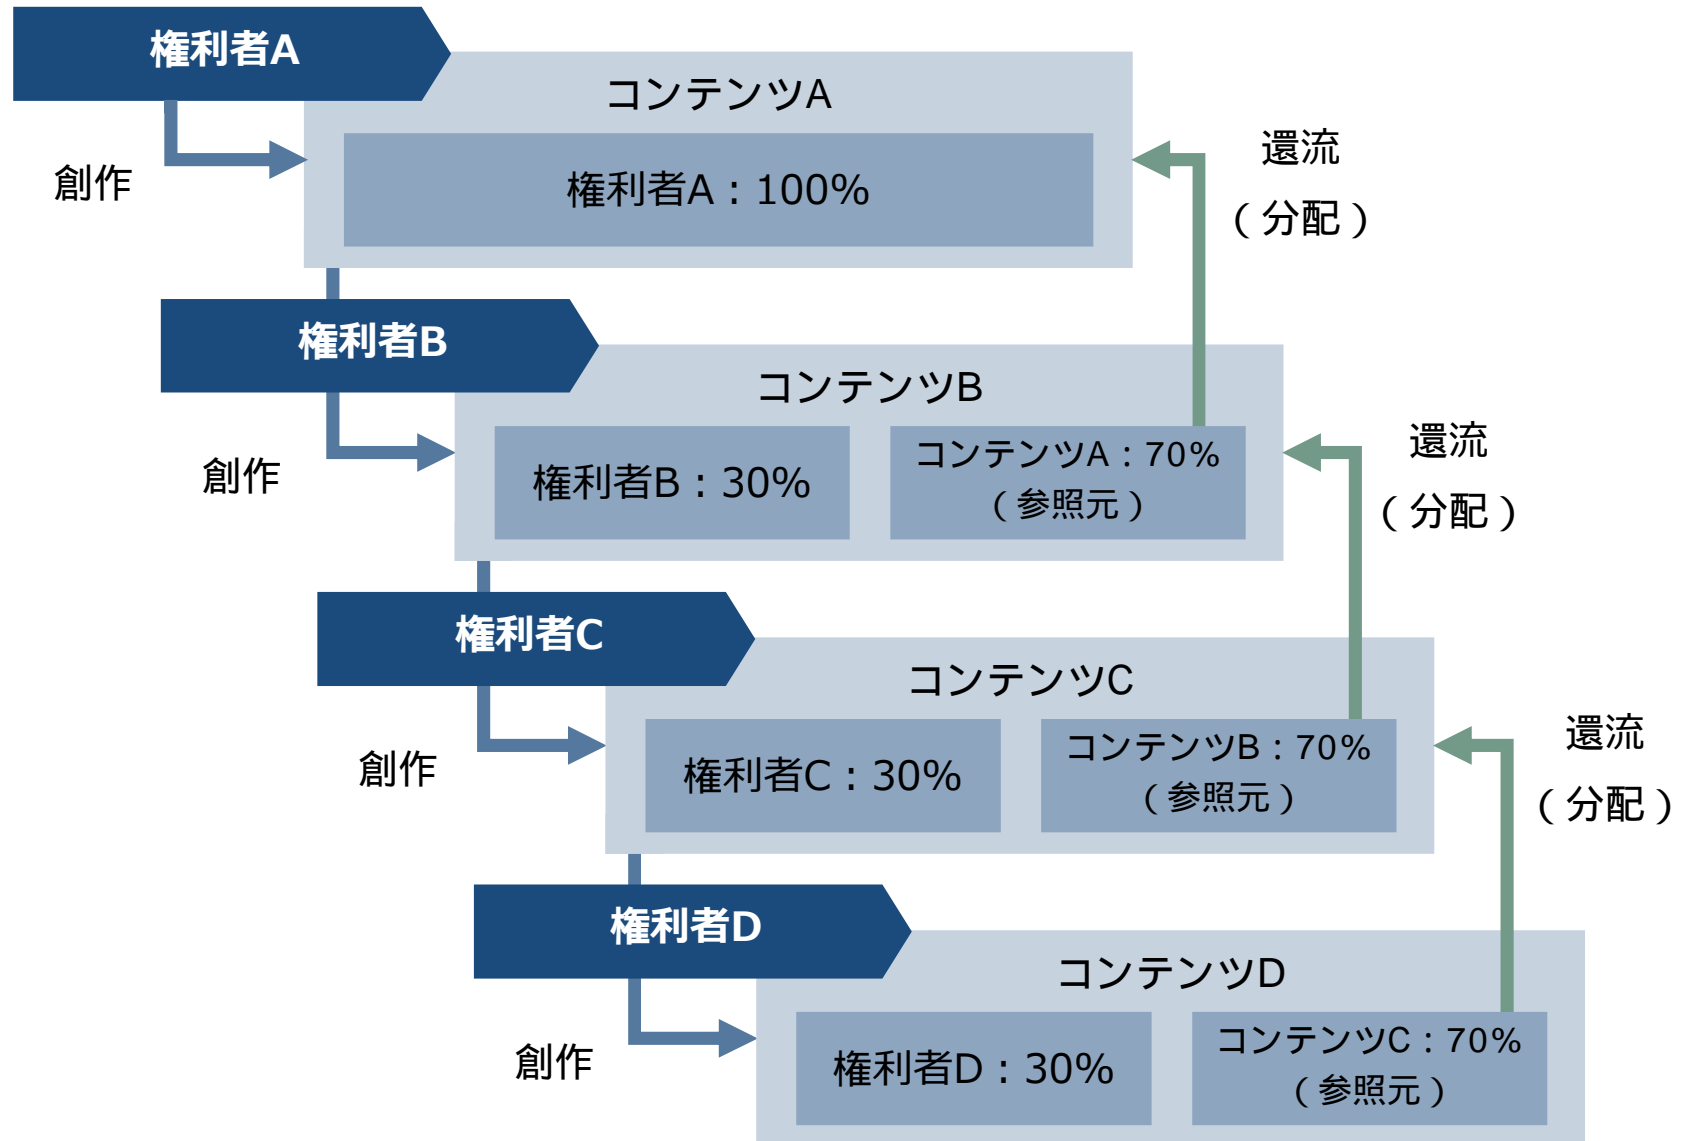 権利者A
コンテンツA
創作
権利者A：100%
還流
（分配）
権利者B
コンテンツB
創作
権利者B：30%
コンテンツA：70%
（参照元）
還流
（分配）
権利者C
コンテンツC
創作
権利者C：30%
コンテンツB：70%
（参照元）
還流
（分配）
権利者D
コンテンツD
創作
権利者D：30%
コンテンツC：70%
（参照元）